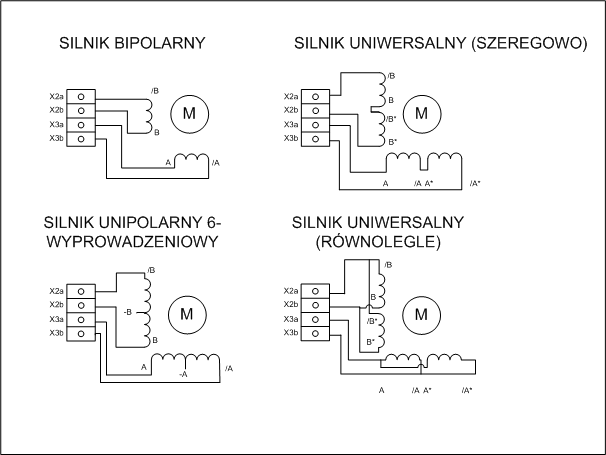 SILNIK BIPOLARNY
X2a
X2b
X3a
X3b
/B
B
M
A
/A
SILNIK UNIWERSALNY (SZEREGOWO)
X2a
X2b
X3a
X3b
/B
B
/B*
B*
M
A
/A
A*
/A*
SILNIK UNIPOLARNY 6-
WYPROWADZENIOWY
X2a
X2b
X3a
X3b
/B
-B
B
M
A
-A
/A
SILNIK UNIWERSALNY
(RÓWNOLEGLE)
X2a
X2b
X3a
X3b
/B
B
/B*
B*
M
A
/A
A*
/A*